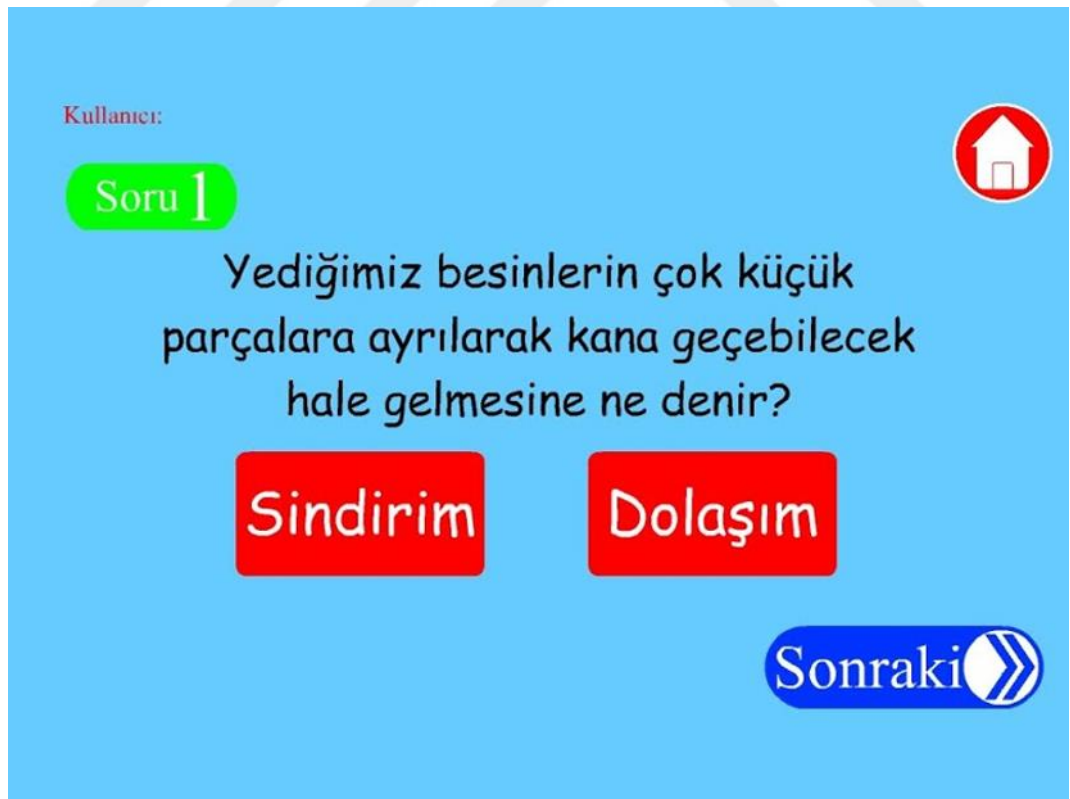 Kullanıcı:
Soru 1
Yediğimiz besinlerin çok küçük
parçalara ayrılarak kana geçebilecek
hale gelmesine ne denir?
Sindirim
Dolaşım
Sonraki